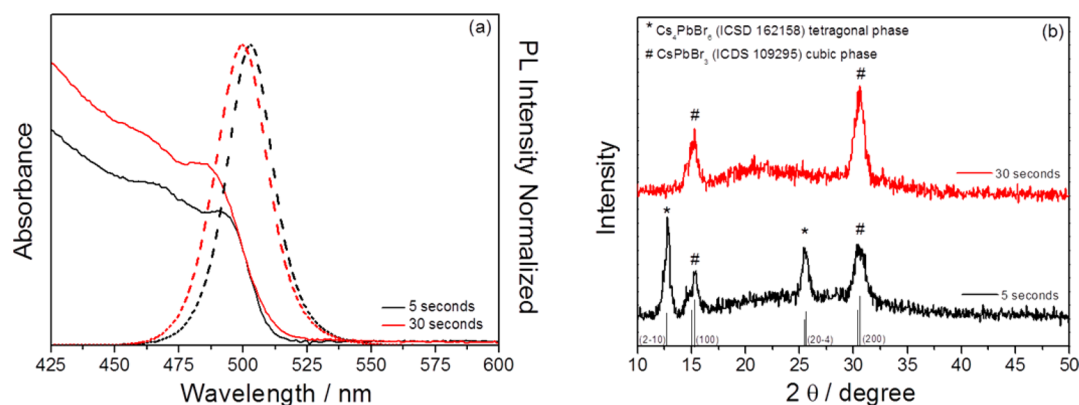 (a)
Absorbance
PL Intensity Normalized
5 seconds
30 seconds
425 450 475 500 525 550 575 600
Wavelength / nm
(b)
* Cs₄PbBr₆ (ICSD 162158) tetragonal phase
# CsPbBr₃ (ICDS 109295) cubic phase
Intensity
#
#
30 seconds
*
#
*
#
5 seconds
(2-10) (100) (20-4) (200)
10 15 20 25 30 35 40 45 50
2 θ / degree